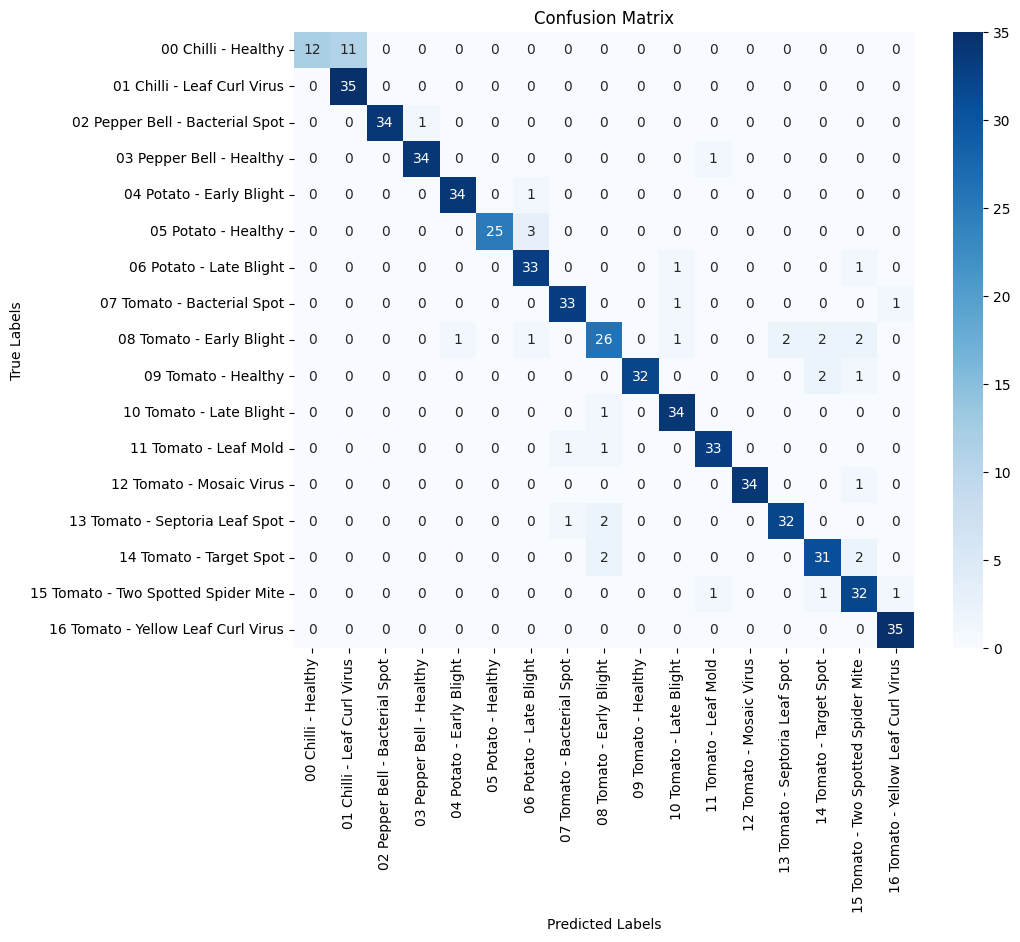 Confusion Matrix
00 Chilli - Healthy 12 11 0 0 0 0 0 0 0 0 0 0 0 0 0 0 0
01 Chilli - Leaf Curl Virus 0 35 0 0 0 0 0 0 0 0 0 0 0 0 0 0 0
02 Pepper Bell - Bacterial Spot 0 0 34 1 0 0 0 0 0 0 0 0 0 0 0 0 0
03 Pepper Bell - Healthy 0 0 0 34 0 0 0 0 0 0 0 1 0 0 0 0 0
04 Potato - Early Blight 0 0 0 0 34 0 1 0 0 0 0 0 0 0 0 0 0
05 Potato - Healthy 0 0 0 0 0 25 3 0 0 0 0 0 0 0 0 0 0
06 Potato - Late Blight 0 0 0 0 0 0 33 0 0 0 1 0 0 0 0 1 0
07 Tomato - Bacterial Spot 0 0 0 0 0 0 0 33 0 0 1 0 0 0 0 0 1
08 Tomato - Early Blight 0 0 0 0 1 0 1 0 26 0 1 0 0 2 2 2 0
09 Tomato - Healthy 0 0 0 0 0 0 0 0 0 32 0 0 0 0 2 1 0
10 Tomato - Late Blight 0 0 0 0 0 0 0 0 1 0 34 0 0 0 0 0 0
11 Tomato - Leaf Mold 0 0 0 0 0 0 0 1 1 0 0 33 0 0 0 0 0
12 Tomato - Mosaic Virus 0 0 0 0 0 0 0 0 0 0 0 0 34 0 0 1 0
13 Tomato - Septoria Leaf Spot 0 0 0 0 0 0 0 1 2 0 0 0 0 32 0 0 0
14 Tomato - Target Spot 0 0 0 0 0 0 0 0 2 0 0 0 0 0 31 2 0
15 Tomato - Two Spotted Spider Mite 0 0 0 0 0 0 0 0 0 0 0 1 0 0 1 32 1
16 Tomato - Yellow Leaf Curl Virus 0 0 0 0 0 0 0 0 0 0 0 0 0 0 0 0 35
True Labels
00 Chilli - Healthy
01 Chilli - Leaf Curl Virus
02 Pepper Bell - Bacterial Spot
03 Pepper Bell - Healthy
04 Potato - Early Blight
05 Potato - Healthy
06 Potato - Late Blight
07 Tomato - Bacterial Spot
08 Tomato - Early Blight
09 Tomato - Healthy
10 Tomato - Late Blight
11 Tomato - Leaf Mold
12 Tomato - Mosaic Virus
13 Tomato - Septoria Leaf Spot
14 Tomato - Target Spot
15 Tomato - Two Spotted Spider Mite
16 Tomato - Yellow Leaf Curl Virus
Predicted Labels
35
30
25
20
15
10
5
0